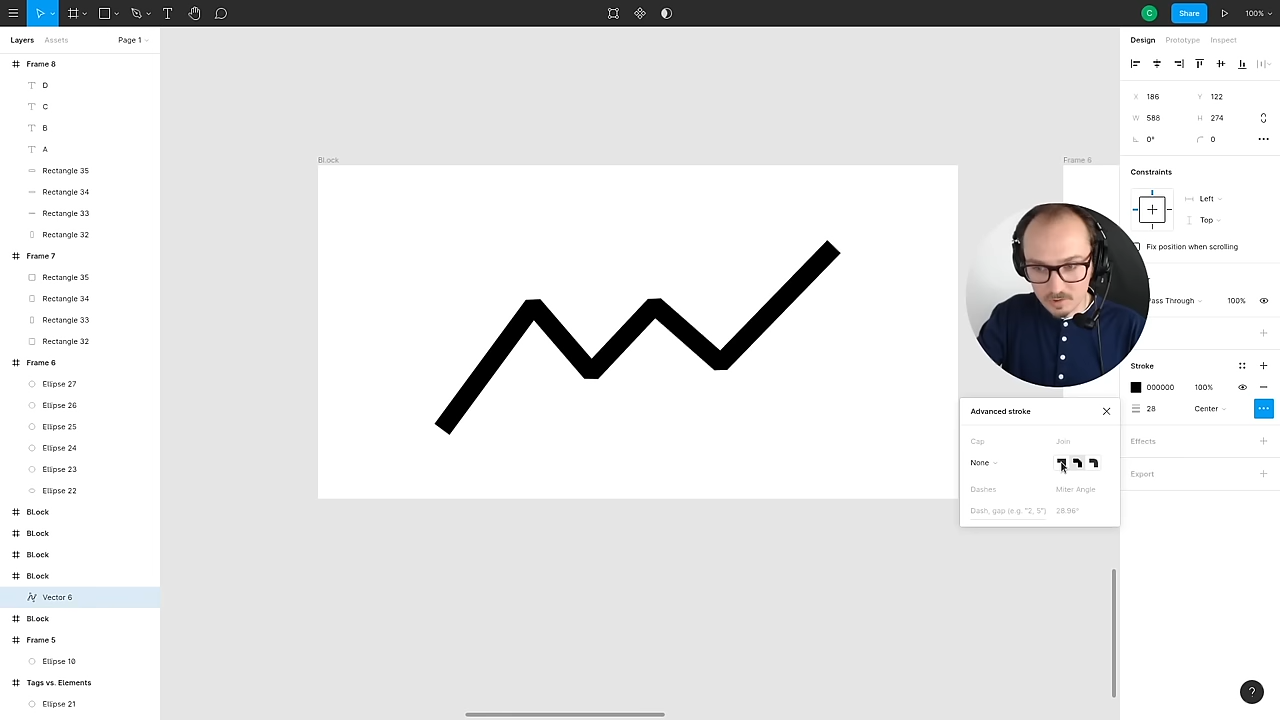 C
Share
100%
Layers
Assets
Page 1
Design
Prototype
Inspect
Frame 8
D
C
B
A
Rectangle 35
Rectangle 34
Rectangle 33
Rectangle 32
Frame 7
Rectangle 35
Rectangle 34
Rectangle 33
Rectangle 32
Frame 6
Ellipse 27
Ellipse 26
Ellipse 25
Ellipse 24
Ellipse 23
Ellipse 22
Block
Block
Block
Block
Vector 6
Block
Frame 5
Ellipse 10
Tags vs. Elements
Ellipse 21
Block
Frame 6
X 186 Y 122
W 588 H 274
0° 0
Constraints
Left
Top
Fix position when scrolling
Pass Through 100%
Stroke
000000 100%
28 Center
Effects
Export
Advanced stroke
Cap Join
None
Dashes Miter Angle
Dash, gap (e.g. "2, 5") 28.96°
?